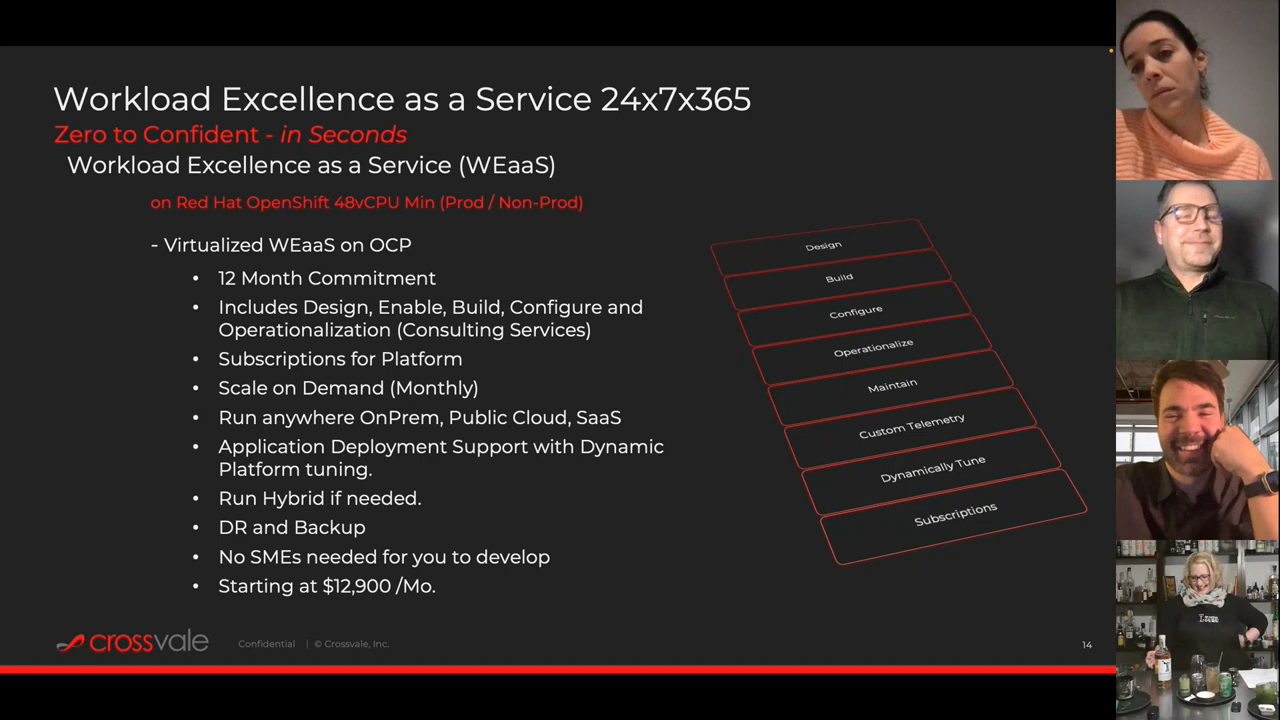 Workload Excellence as a Service 24x7x365
Zero to Confident - in Seconds
Workload Excellence as a Service (WEaaS)
on Red Hat OpenShift 48vCPU Min (Prod / Non-Prod)
- Virtualized WEaaS on OCP
• 12 Month Commitment
• Includes Design, Enable, Build, Configure and
Operationalization (Consulting Services)
• Subscriptions for Platform
• Scale on Demand (Monthly)
• Run anywhere OnPrem, Public Cloud, SaaS
• Application Deployment Support with Dynamic
Platform tuning.
• Run Hybrid if needed.
• DR and Backup
• No SMEs needed for you to develop
• Starting at $12,900 /Mo.
Design
Build
Configure
Operationalize
Maintain
Custom Telemetry
Dynamically Tune
Subscriptions
crossvale
Confidential | © Crossvale, Inc.
14